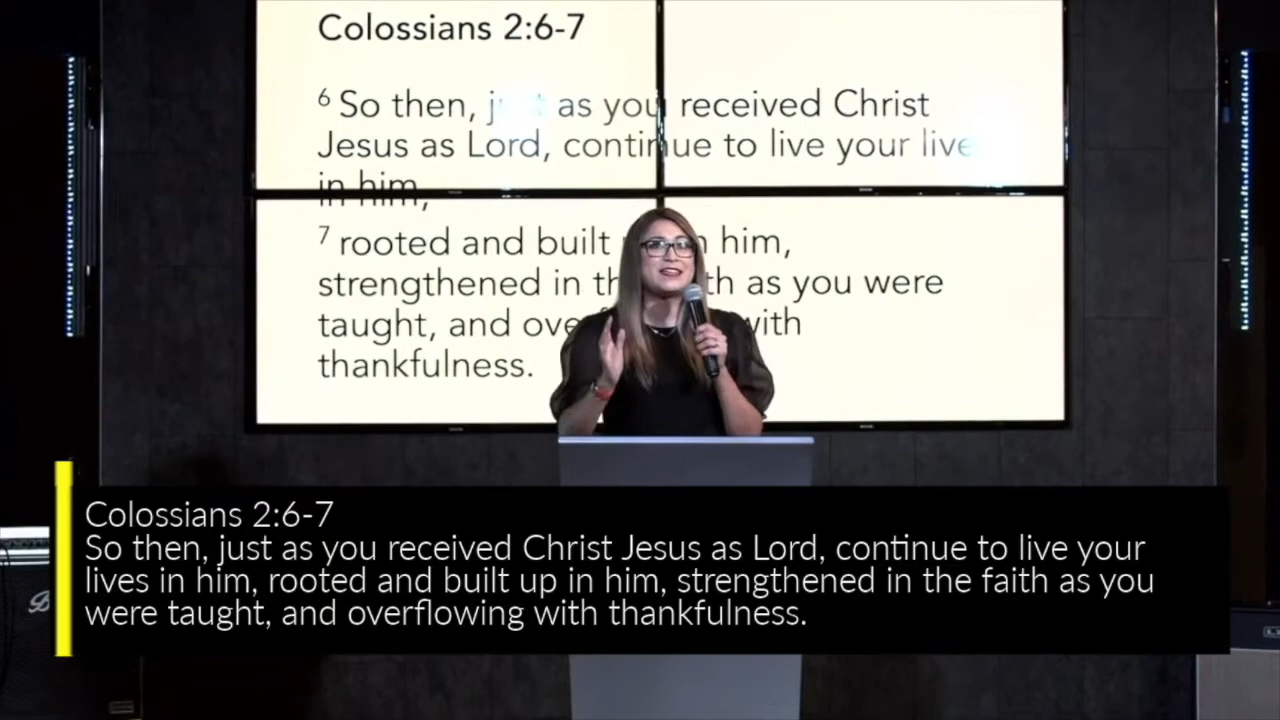 Colossians 2:6-7
6 So then, as you received Christ
Jesus as Lord, continue to live your live
in him,
7 rooted and built him,
strengthened in as you were
taught, and with
thankfulness.
Colossians 2:6-7
So then, just as you received Christ Jesus as Lord, continue to live your
lives in him, rooted and built up in him, strengthened in the faith as you
were taught, and overflowing with thankfulness.